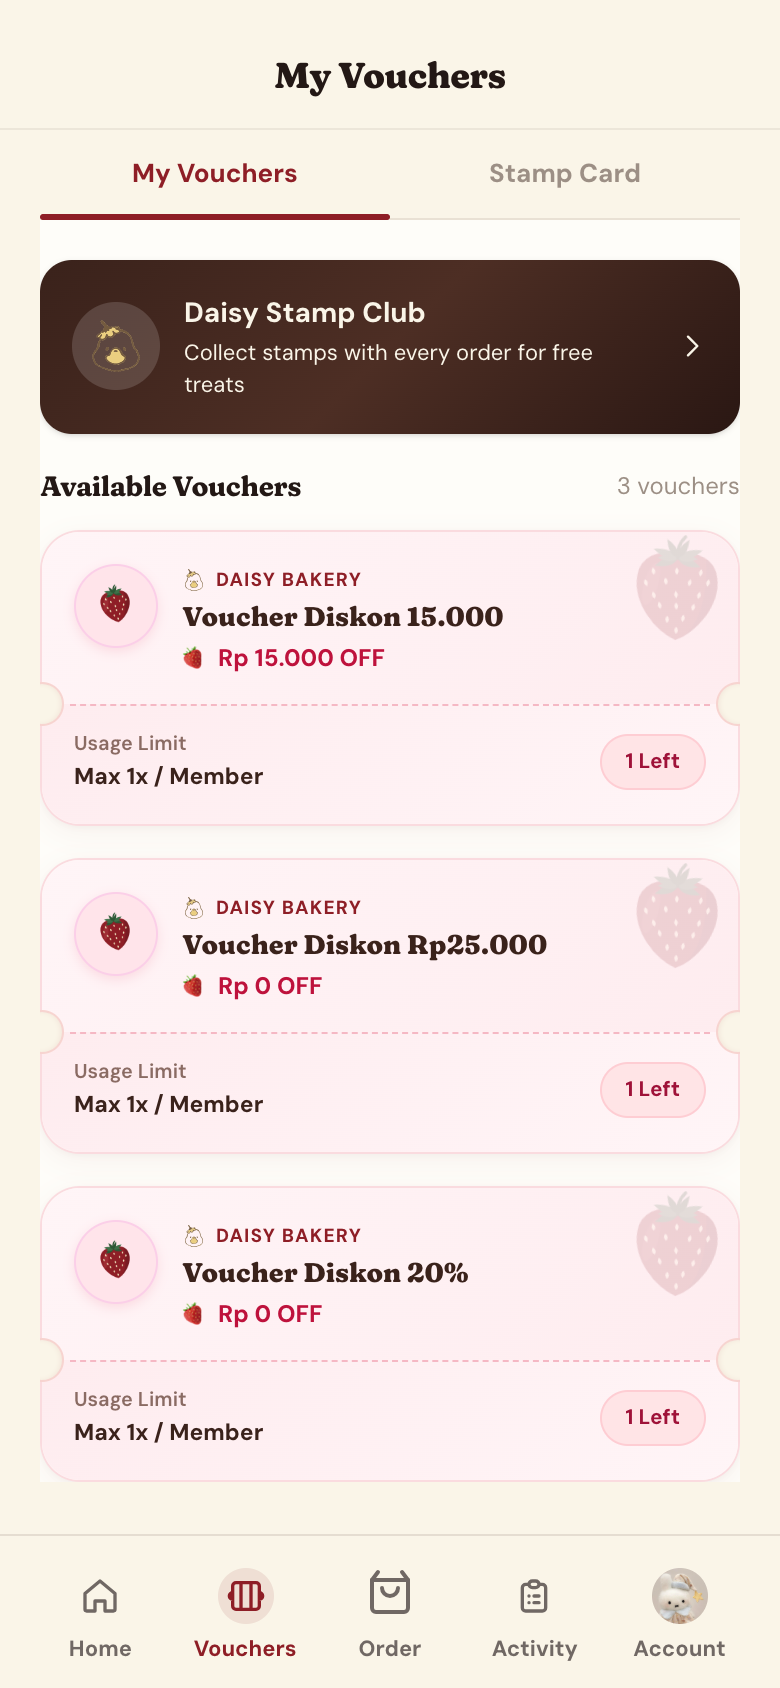 My Vouchers
My Vouchers
Stamp Card
Daisy Stamp Club
Collect stamps with every order for free
treats
Available Vouchers
3 vouchers
DAISY BAKERY
Voucher Diskon 15.000
Rp 15.000 OFF
Usage Limit
Max 1x / Member
1 Left
DAISY BAKERY
Voucher Diskon Rp25.000
Rp 0 OFF
Usage Limit
Max 1x / Member
1 Left
DAISY BAKERY
Voucher Diskon 20%
Rp 0 OFF
Usage Limit
Max 1x / Member
1 Left
Home
Vouchers
Order
Activity
Account